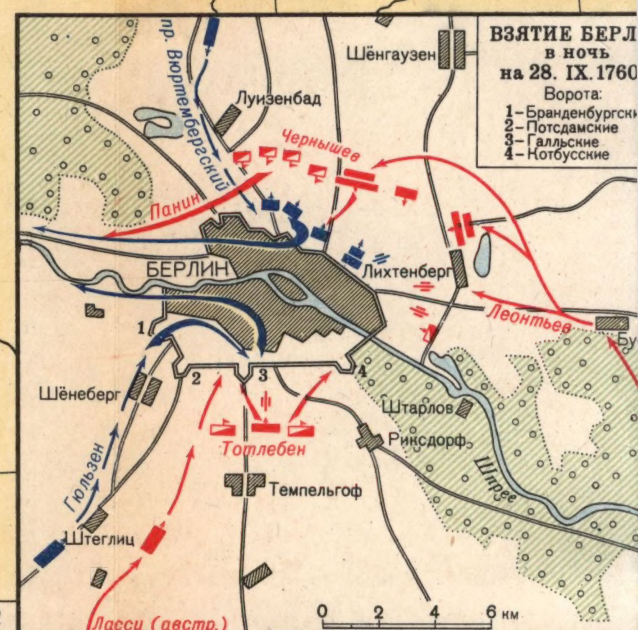 ВЗЯТИЕ БЕРЛ
в ночь
на 28. IX. 1760
Ворота:
1-Бранденбургски
2-Потсдамские
3-Галльские
4-Котбусские
Шёнгаузен
пр. Вюртембергский
Луизенбад
Чернышев
Панин
БЕРЛИН
Лихтенберг
Леонтьев
Бу
1
2
3
4
Шёнеберг
Штарлов
Тотлебен
Риксдорф
Гюльзен
Шпрее
Темпельгоф
Штеглиц
Ласси (австр.)
0 2 4 6 км